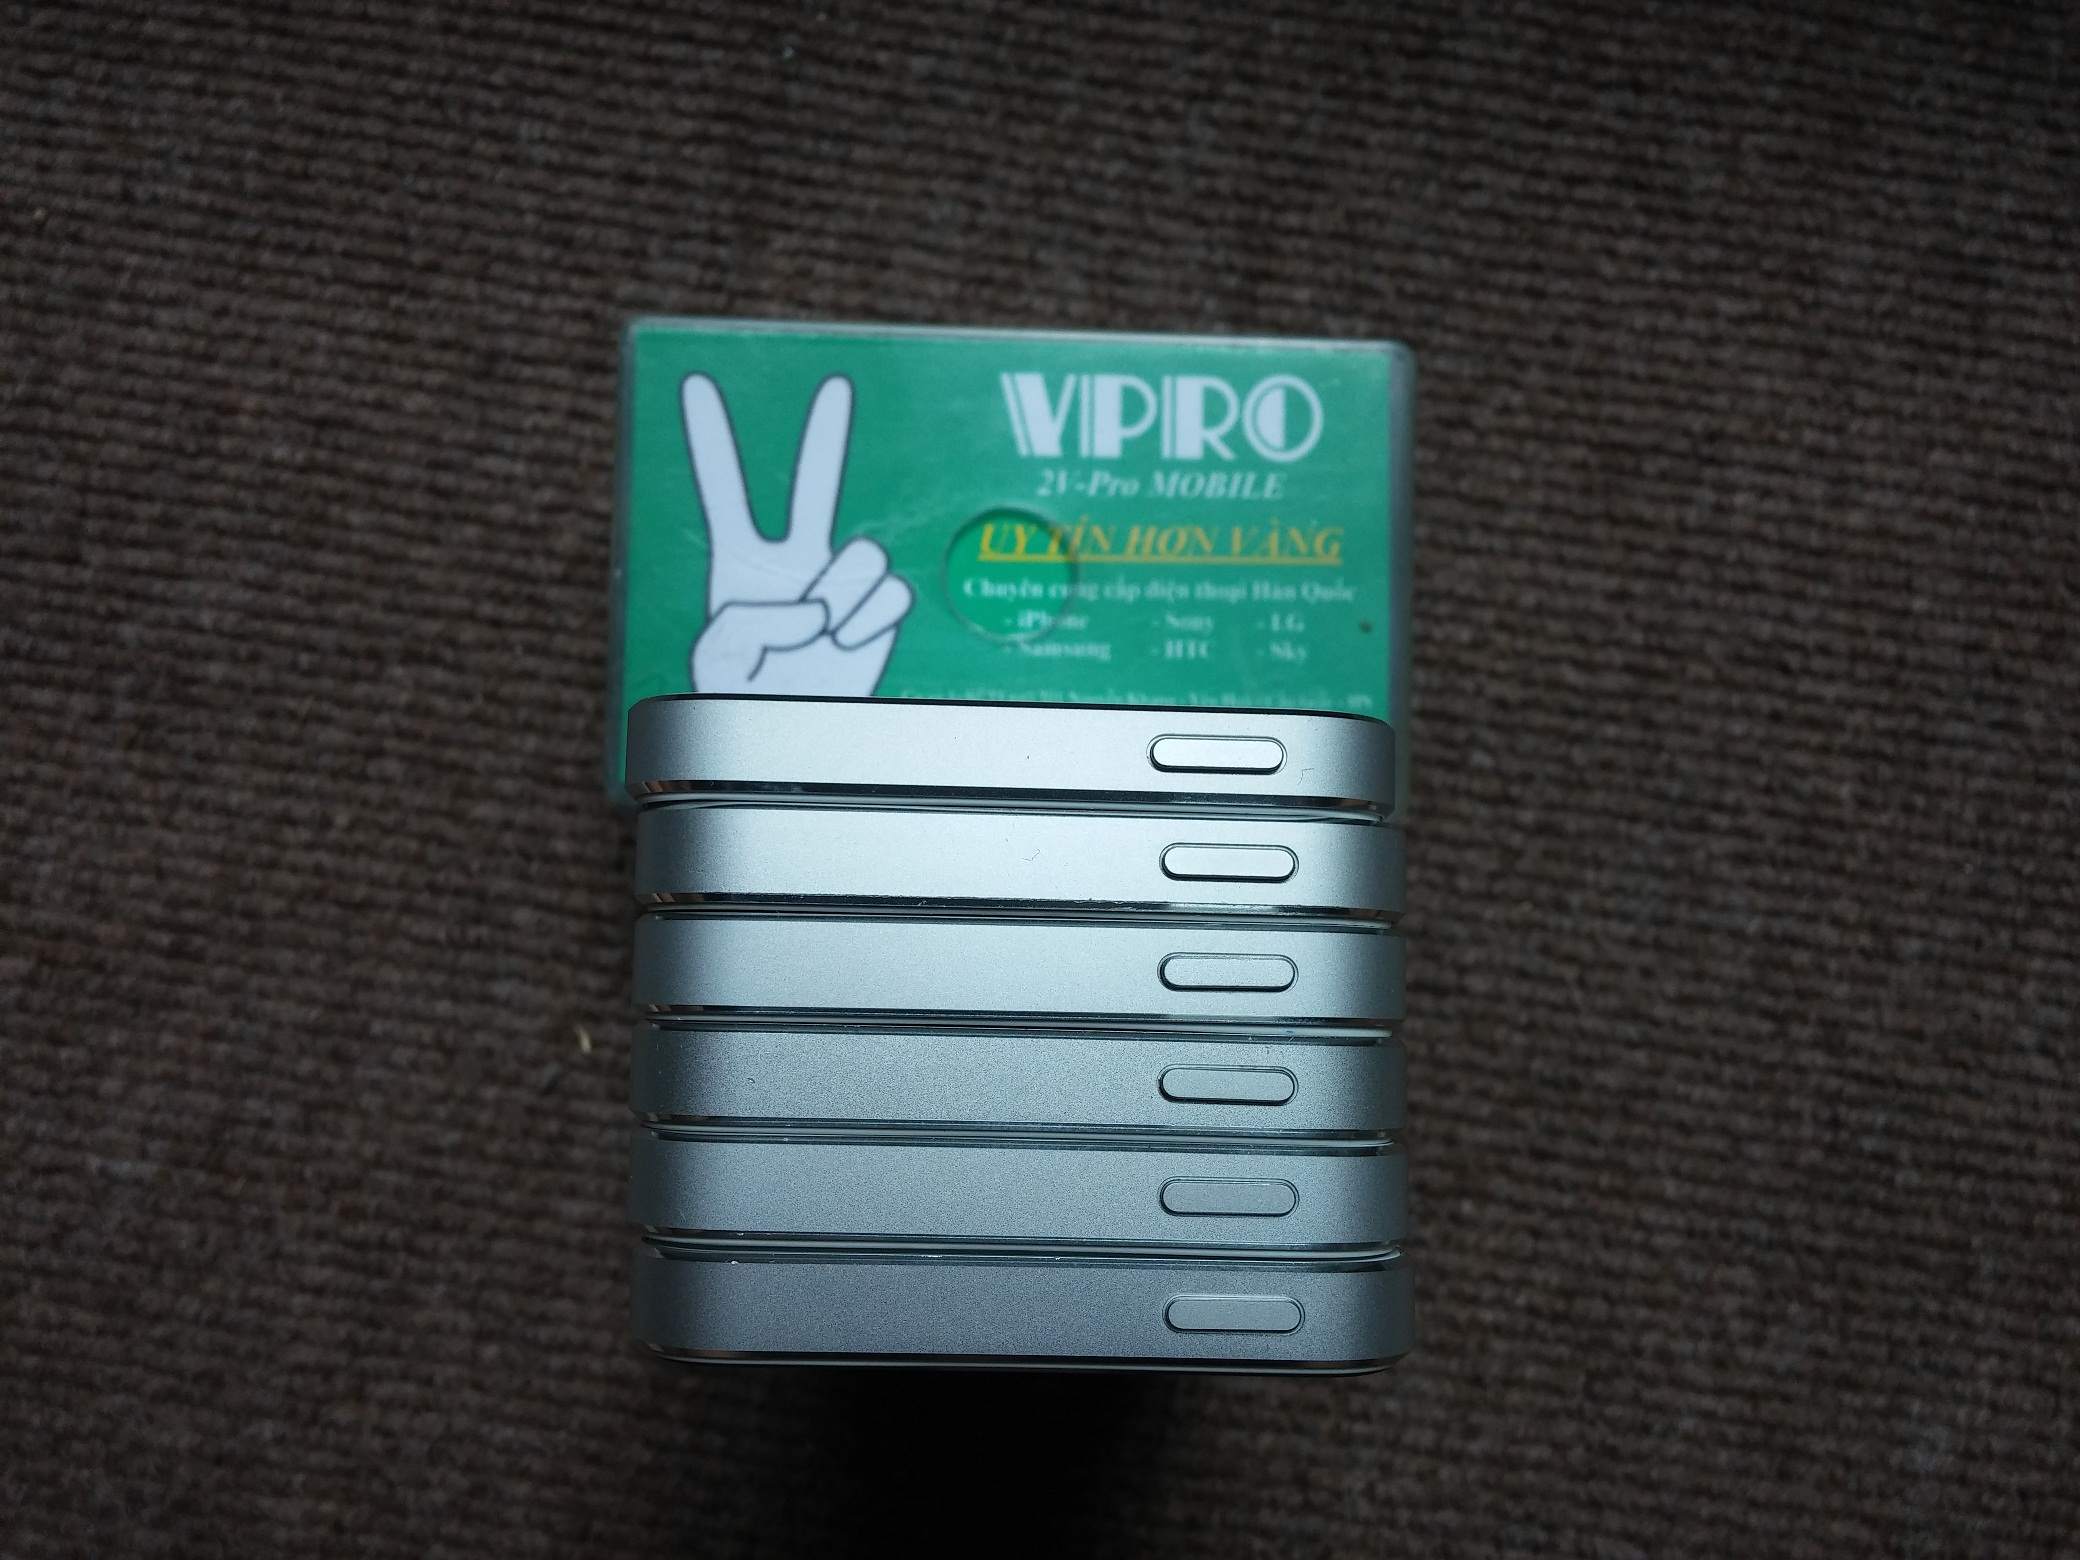 VPRO
2V-Pro MOBILE
UY TÍN HƠN VÀNG
Chuyên cung cấp điện thoại Hàn Quốc
- iPhone - Sony - LG
- Samsung - HTC - Sky